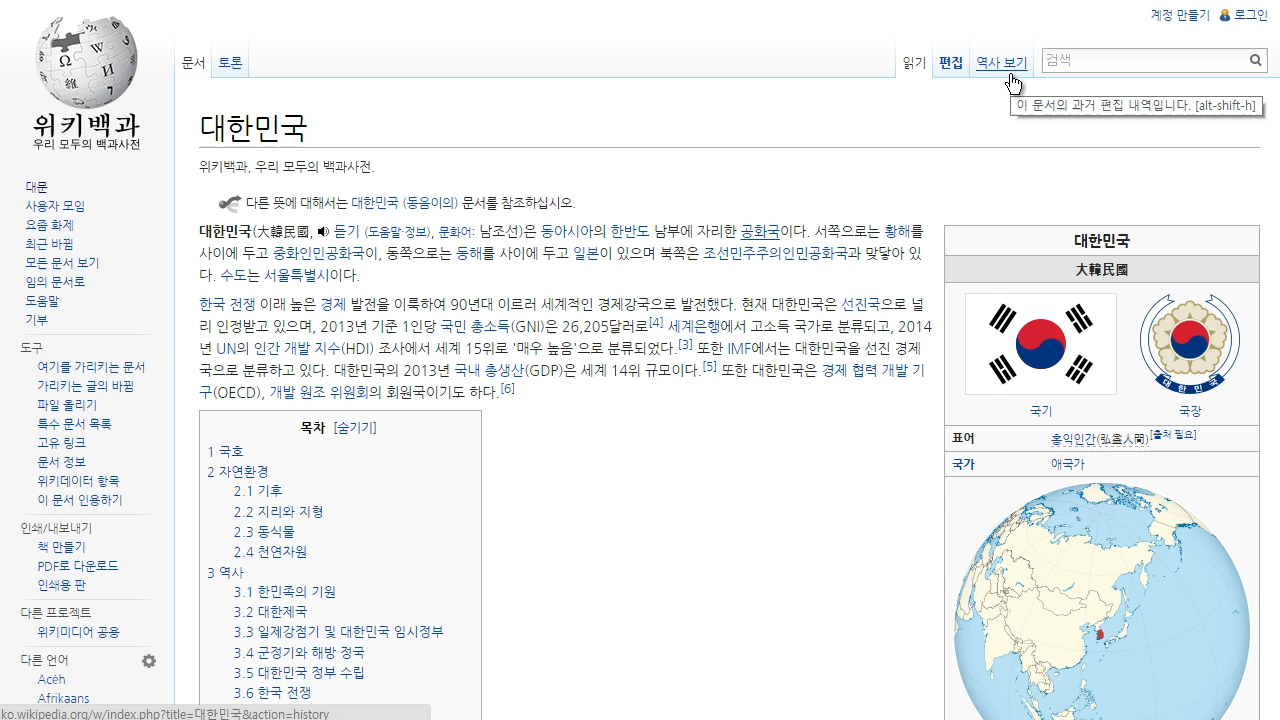 계정 만들기 로그인
위키백과
우리 모두의 백과사전
문서 토론 읽기 편집 역사 보기 검색
이 문서의 과거 편집 내역입니다. [alt-shift-h]
대문
사용자 모임
요즘 화제
최근 바뀜
모든 문서 보기
임의 문서로
도움말
기부
도구
여기를 가리키는 문서
가리키는 글의 바뀜
파일 올리기
특수 문서 목록
고유 링크
문서 정보
위키데이터 항목
이 문서 인용하기
인쇄/내보내기
책 만들기
PDF로 다운로드
인쇄용 판
다른 프로젝트
위키미디어 공용
다른 언어
Acèh
Afrikaans
ko.wikipedia.org/w/index.php?title=대한민국&action=history
대한민국
위키백과, 우리 모두의 백과사전.
다른 뜻에 대해서는 대한민국 (동음이의) 문서를 참조하십시오.
대한민국(大韓民國, 듣기 (도움말·정보), 문화어: 남조선)은 동아시아의 한반도 남부에 자리한 공화국이다. 서쪽으로는 황해를
사이에 두고 중화인민공화국이, 동쪽으로는 동해를 사이에 두고 일본이 있으며 북쪽은 조선민주주의인민공화국과 맞닿아 있
다. 수도는 서울특별시이다.
한국 전쟁 이래 높은 경제 발전을 이룩하여 90년대 이르러 세계적인 경제강국으로 발전했다. 현재 대한민국은 선진국으로 널
리 인정받고 있으며, 2013년 기준 1인당 국민 총소득(GNI)은 26,205달러로[4] 세계은행에서 고소득 국가로 분류되고, 2014
년 UN의 인간 개발 지수(HDI) 조사에서 세계 15위로 '매우 높음'으로 분류되었다.[3] 또한 IMF에서는 대한민국을 선진 경제
국으로 분류하고 있다. 대한민국의 2013년 국내 총생산(GDP)은 세계 14위 규모이다.[5] 또한 대한민국은 경제 협력 개발 기
구(OECD), 개발 원조 위원회의 회원국이기도 하다.[6]
목차 [숨기기]
1 국호
2 자연환경
2.1 기후
2.2 지리와 지형
2.3 동식물
2.4 천연자원
3 역사
3.1 한민족의 기원
3.2 대한제국
3.3 일제강점기 및 대한민국 임시정부
3.4 군정기와 해방 정국
3.5 대한민국 정부 수립
3.6 한국 전쟁
대한민국
大韓民國
대한민국
국기 국장
표어 홍익인간(弘益人間)[출처 필요]
국가 애국가